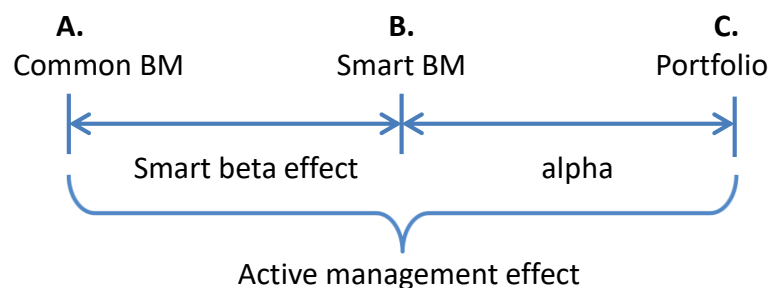 A. B. C.
Common BM Smart BM Portfolio
Smart beta effect alpha
Active management effect